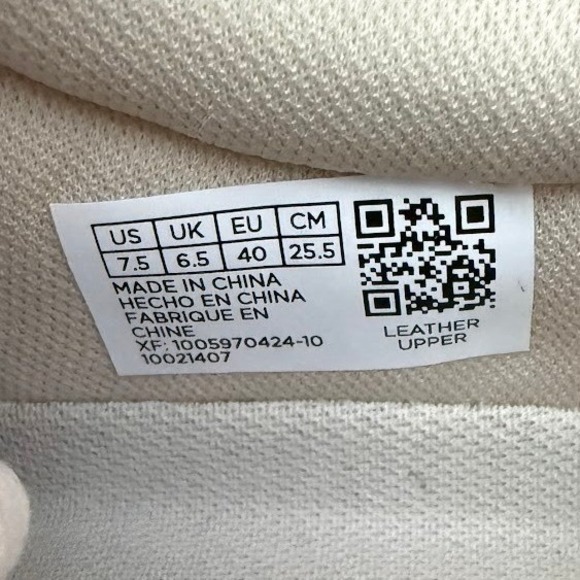 US UK EU CM
7.5 6.5 40 25.5
MADE IN CHINA
HECHO EN CHINA
FABRIQUE EN
CHINE
XF: 1005970424-10
10021407
LEATHER
UPPER